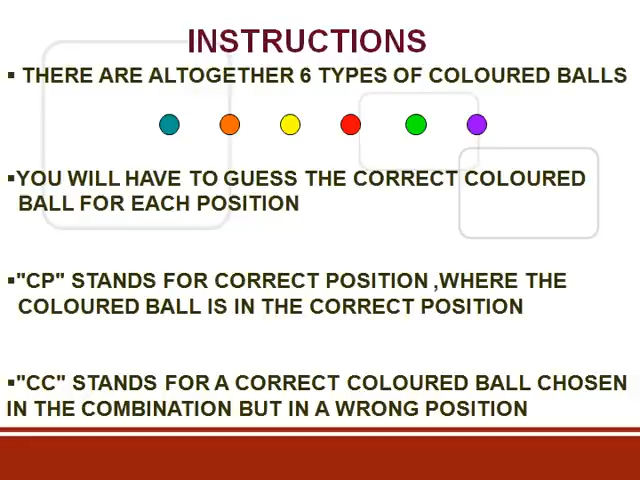 INSTRUCTIONS
▪ THERE ARE ALTOGETHER 6 TYPES OF COLOURED BALLS
▪YOU WILL HAVE TO GUESS THE CORRECT COLOURED
BALL FOR EACH POSITION
▪"CP" STANDS FOR CORRECT POSITION ,WHERE THE
COLOURED BALL IS IN THE CORRECT POSITION
▪"CC" STANDS FOR A CORRECT COLOURED BALL CHOSEN
IN THE COMBINATION BUT IN A WRONG POSITION